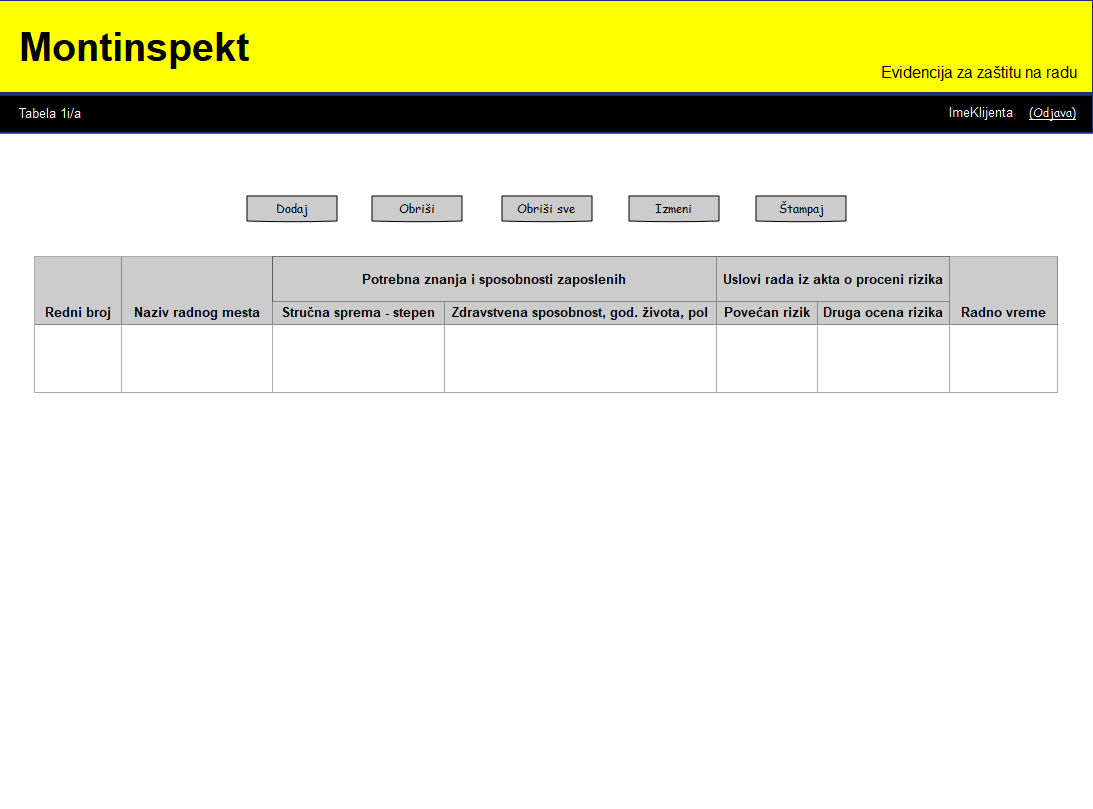 Montinspekt
Evidencija za zaštitu na radu
Tabela 1i/a
ImeKlijenta (Odjava)
Dodaj Obriši Obriši sve Izmeni Štampaj
Potrebna znanja i sposobnosti zaposlenih Uslovi rada iz akta o proceni rizika
Redni broj Naziv radnog mesta Stručna sprema - stepen Zdravstvena sposobnost, god. života, pol Povećan rizik Druga ocena rizika Radno vreme